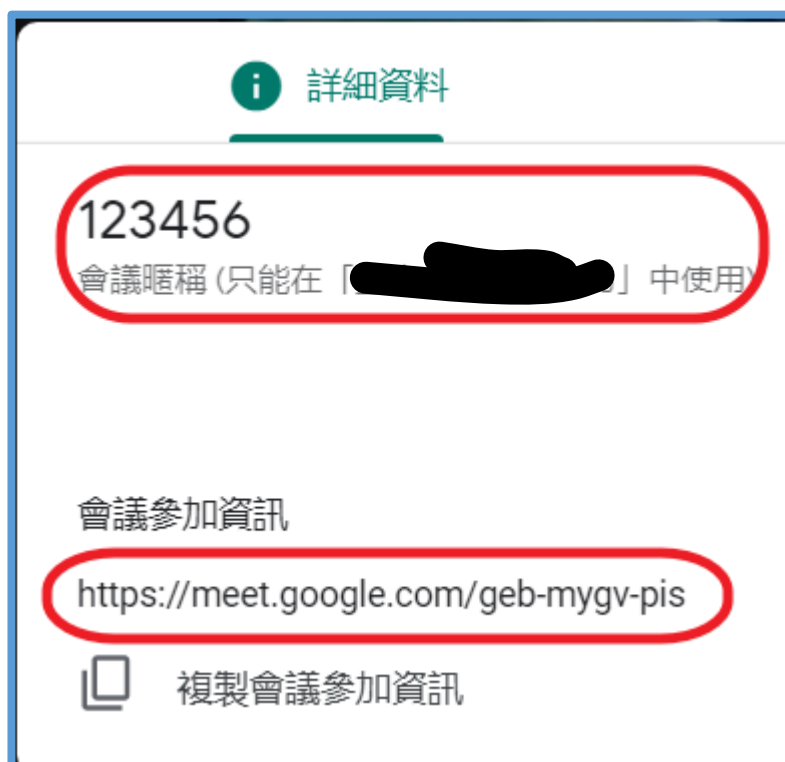 詳細資料
123456
會議暱稱 (只能在「 」中使用)
會議參加資訊
https://meet.google.com/geb-mygv-pis
複製會議參加資訊